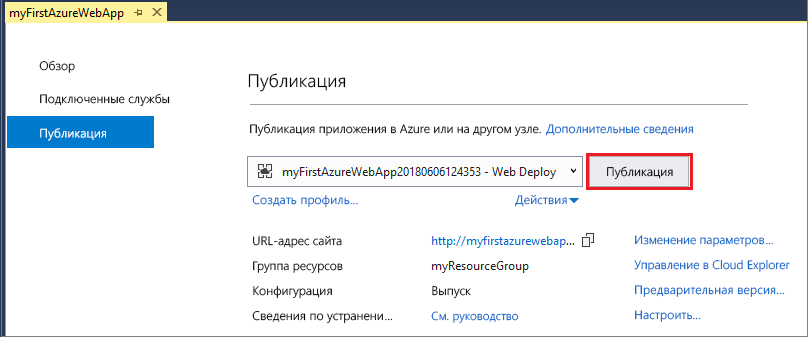 myFirstAzureWebApp
Обзор
Подключенные службы
Публикация
Публикация
Публикация приложения в Azure или на другом узле. Дополнительные сведения
myFirstAzureWebApp20180606124353 - Web Deploy
Публикация
Создать профиль...
Действия
URL-адрес сайта http://myfirstazurewebap... Изменение параметров...
Группа ресурсов myResourceGroup Управление в Cloud Explorer
Конфигурация Выпуск Предварительная версия...
Сведения по устранени... См. руководство Настроить...